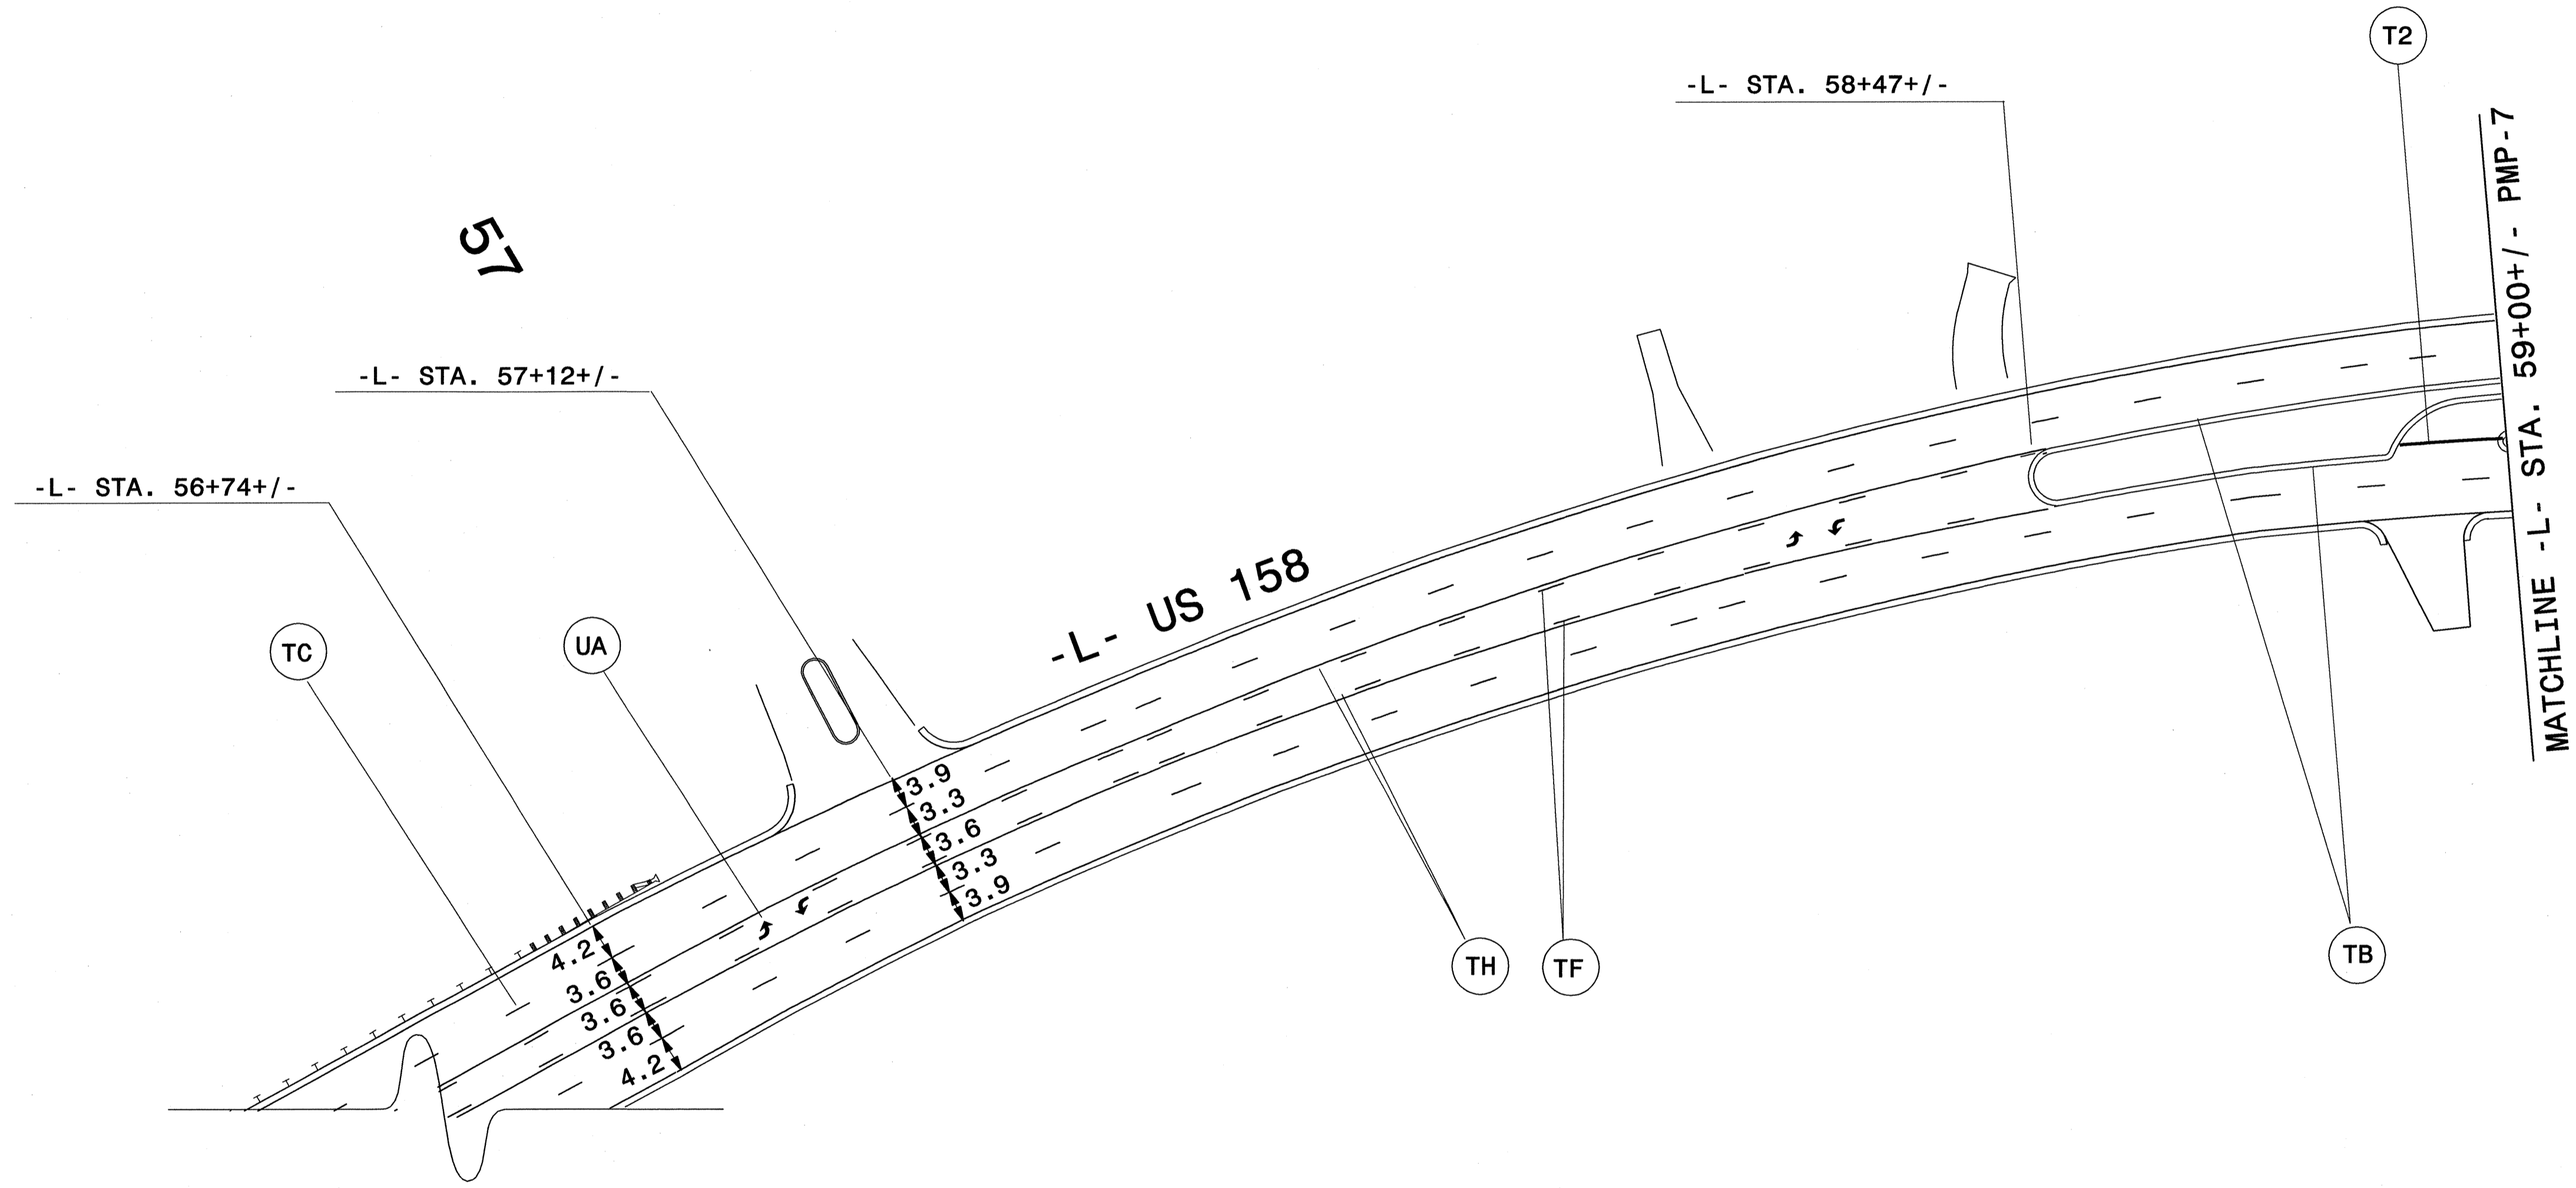 T2
-L- STA. 58+47+/-
MATCHLINE -L- STA. 59+00+/- PMP-7
57
-L- STA. 57+12+/-
-L- STA. 56+74+/-
-L- US 158
TC
UA
3.9
3.3
3.6
3.3
3.9
4.2
3.6
3.6
3.6
4.2
TH
TF
TB